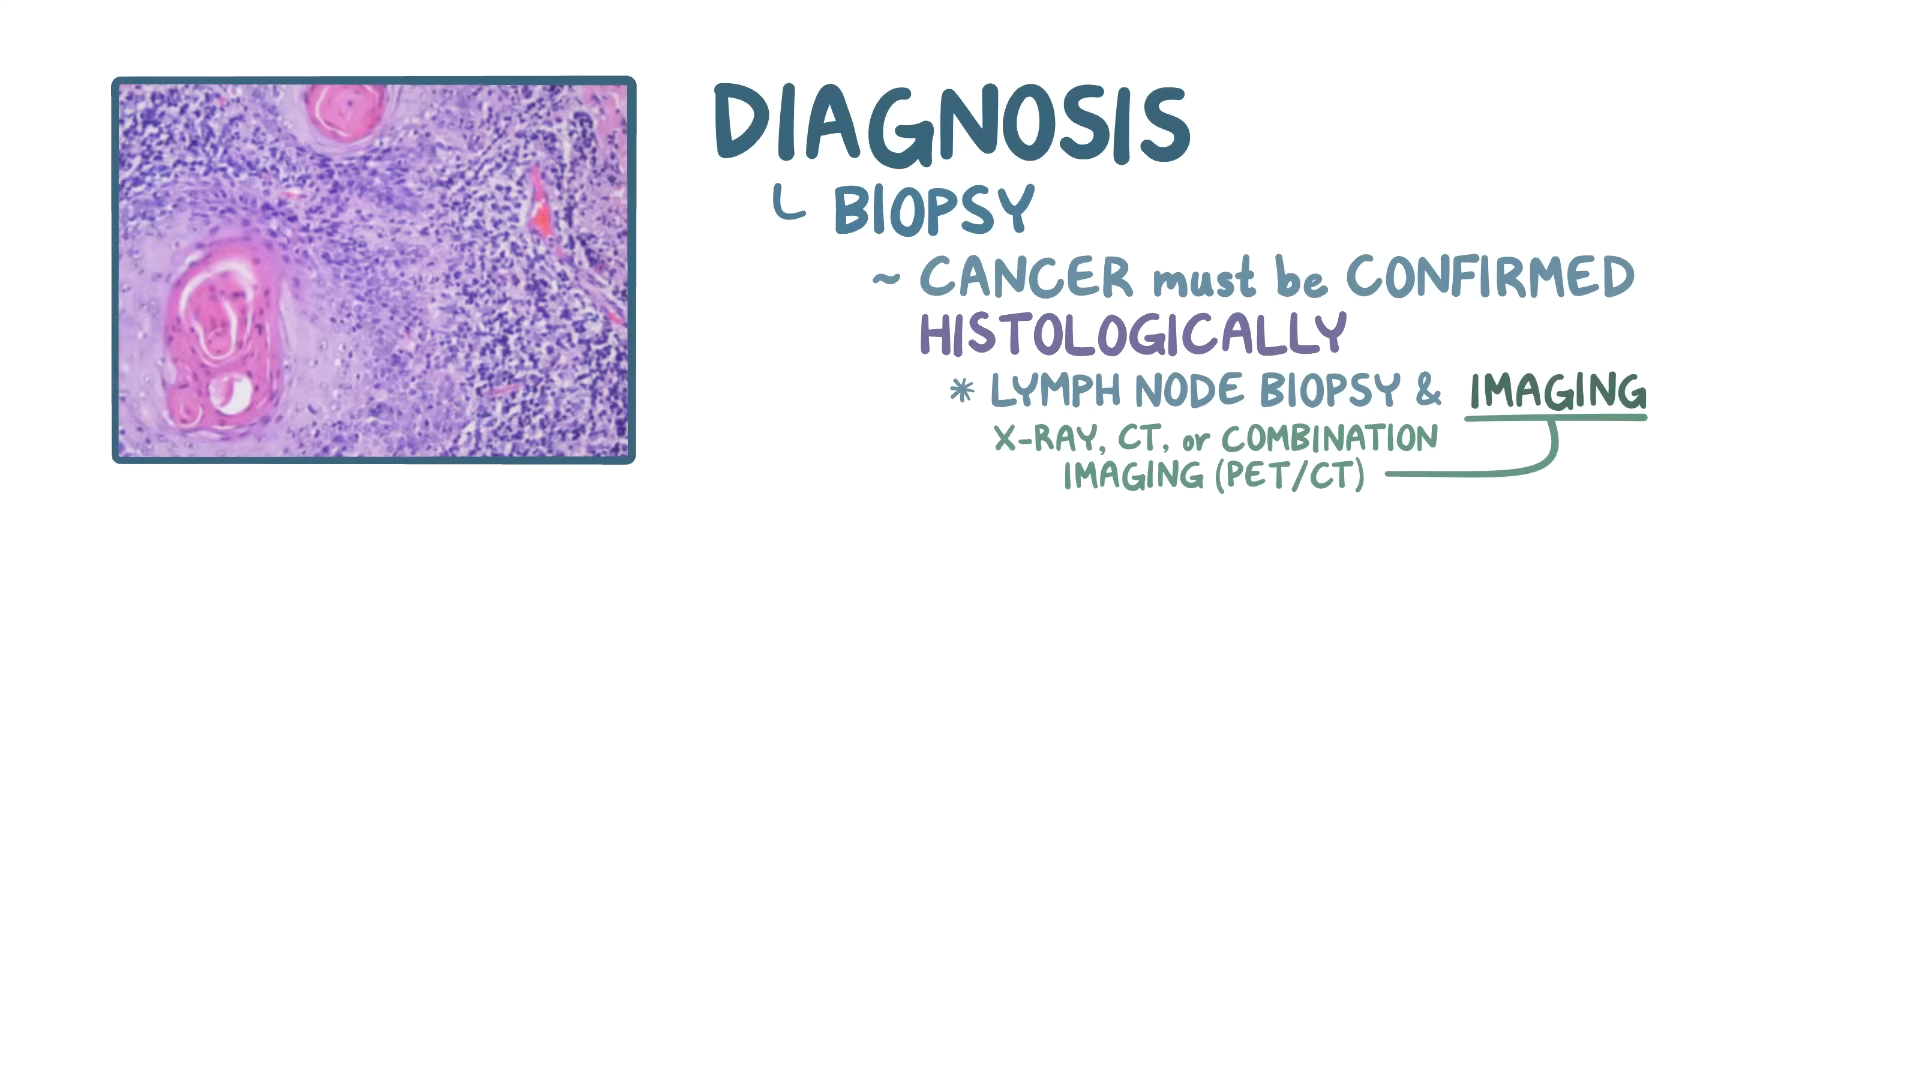 DIAGNOSIS
BIOPSY
~ CANCER must be CONFIRMED
HISTOLOGICALLY
* LYMPH NODE BIOPSY & IMAGING
X-RAY, CT, or COMBINATION
IMAGING (PET/CT)